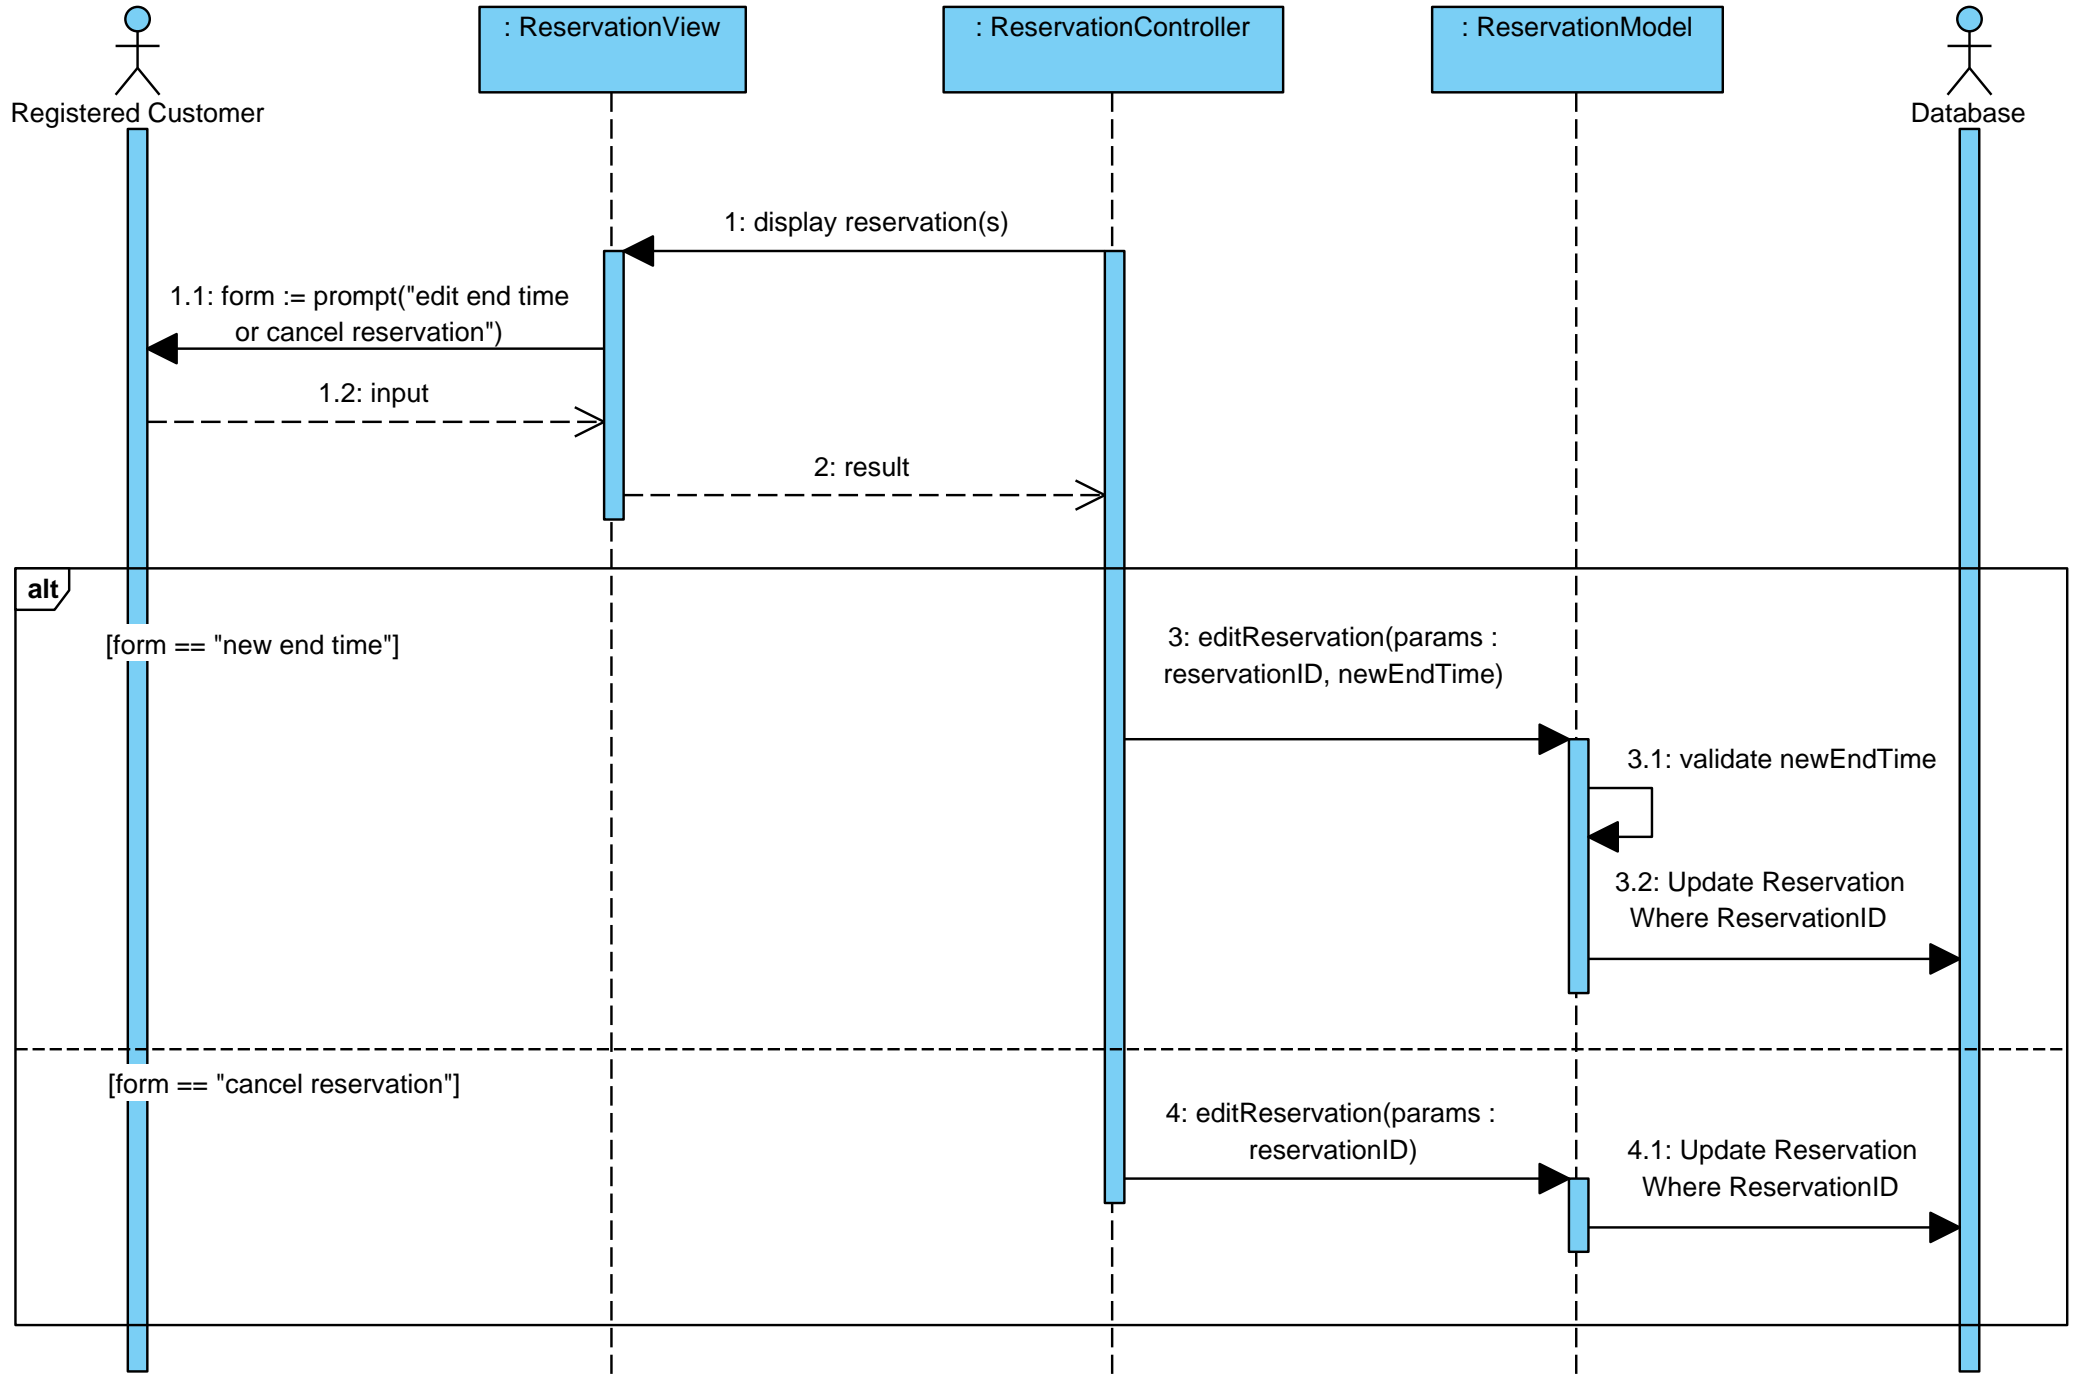 : ReservationView
: ReservationController
: ReservationModel
Registered Customer
Database
1: display reservation(s)
1.1: form := prompt("edit end time
or cancel reservation")
1.2: input
2: result
alt
[form == "new end time"]
3: editReservation(params :
reservationID, newEndTime)
3.1: validate newEndTime
3.2: Update Reservation
Where ReservationID
[form == "cancel reservation"]
4: editReservation(params :
reservationID)
4.1: Update Reservation
Where ReservationID